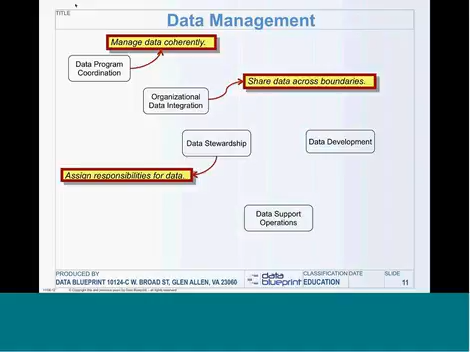 TITLE
Data Management
Manage data coherently.
Data Program
Coordination
Share data across boundaries.
Organizational
Data Integration
Data Stewardship
Data Development
Assign responsibilities for data.
Data Support
Operations
PRODUCED BY
CLASSIFICATION DATE
SLIDE
DATA BLUEPRINT 10124-C W. BROAD ST, GLEN ALLEN, VA 23060
data
blueprint
EDUCATION
11